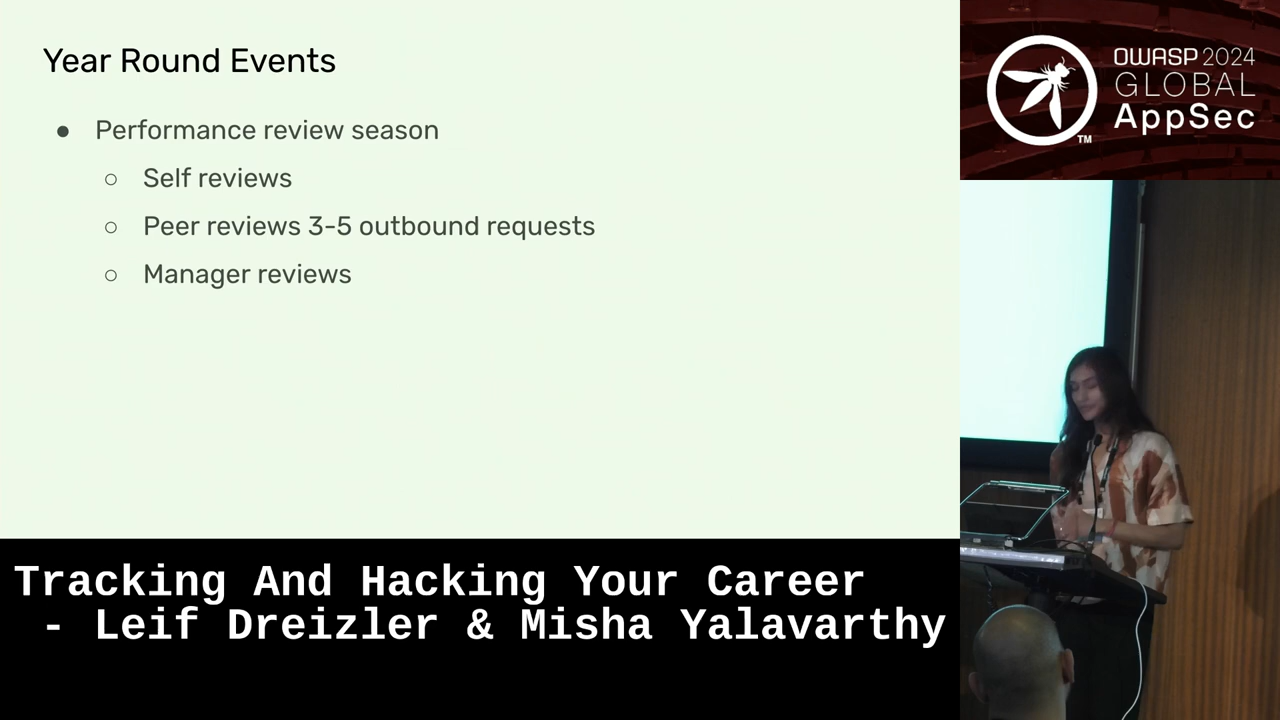 Year Round Events
● Performance review season
○ Self reviews
○ Peer reviews 3-5 outbound requests
○ Manager reviews
OWASP 2024
GLOBAL
AppSec
TM
Tracking And Hacking Your Career
- Leif Dreizler & Misha Yalavarthy